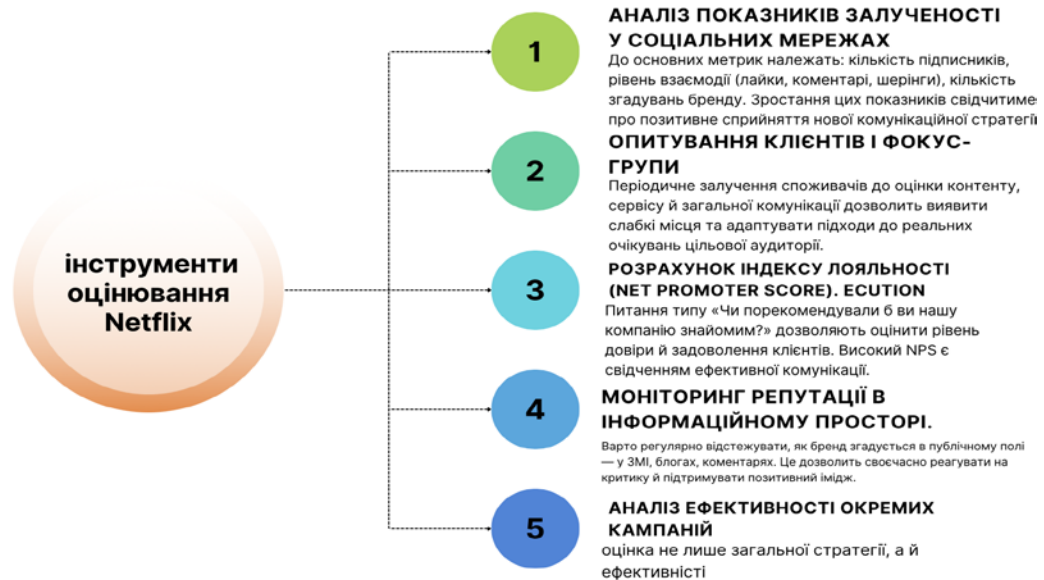 інструменти
оцінювання
Netflix
1
АНАЛІЗ ПОКАЗНИКІВ ЗАЛУЧЕНОСТІ
У СОЦІАЛЬНИХ МЕРЕЖАХ
До основних метрик належать: кількість підписників,
рівень взаємодії (лайки, коментарі, шерінги), кількість
згадувань бренду. Зростання цих показників свідчитиме
про позитивне сприйняття нової комунікаційної стратегії
2
ОПИТУВАННЯ КЛІЄНТІВ І ФОКУС-
ГРУПИ
Періодичне залучення споживачів до оцінки контенту,
сервісу й загальної комунікації дозволить виявити
слабкі місця та адаптувати підходи до реальних
очікувань цільової аудиторії.
3
РОЗРАХУНОК ІНДЕКСУ ЛОЯЛЬНОСТІ
(NET PROMOTER SCORE). ECUTION
Питання типу «Чи порекомендували б ви нашу
компанію знайомим?» дозволяють оцінити рівень
довіри й задоволення клієнтів. Високий NPS є
свідченням ефективної комунікації.
4
МОНІТОРИНГ РЕПУТАЦІЇ В
ІНФОРМАЦІЙНОМУ ПРОСТОРІ.
Варто регулярно відстежувати, як бренд згадується в публічному полі
— у ЗМІ, блогах, коментарях. Це дозволить своєчасно реагувати на
критику й підтримувати позитивний імідж.
5
АНАЛІЗ ЕФЕКТИВНОСТІ ОКРЕМИХ
КАМПАНІЙ
оцінка не лише загальної стратегії, а й
ефективності